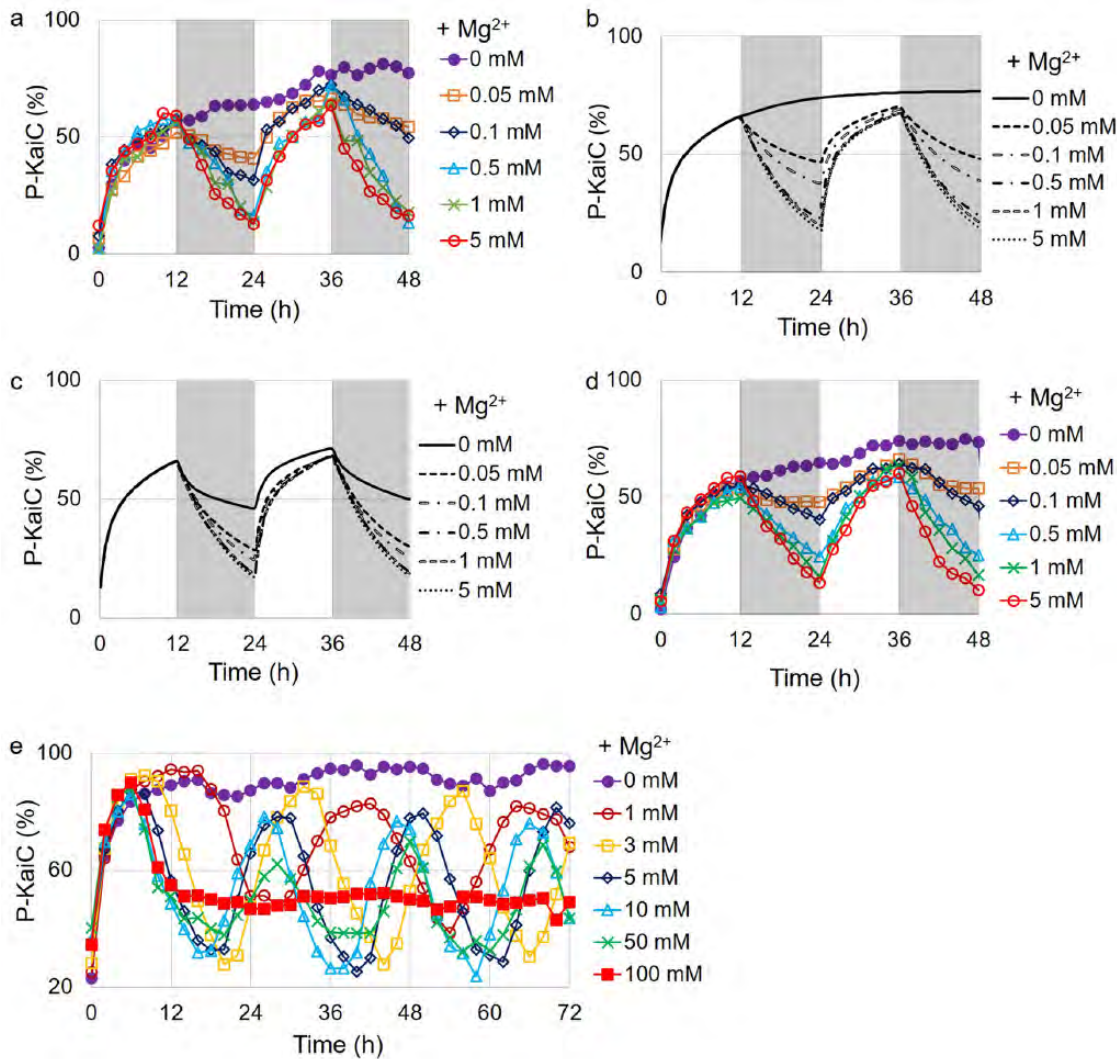 a
100
50
0
P-KaiC (%)
0 12 24 36 48
Time (h)
+ Mg²⁺
0 mM
0.05 mM
0.1 mM
0.5 mM
1 mM
5 mM
b
100
50
0
P-KaiC (%)
0 12 24 36 48
Time (h)
+ Mg²⁺
0 mM
0.05 mM
0.1 mM
0.5 mM
1 mM
5 mM
c
100
50
0
P-KaiC (%)
0 12 24 36 48
Time (h)
+ Mg²⁺
0 mM
0.05 mM
0.1 mM
0.5 mM
1 mM
5 mM
d
100
50
0
P-KaiC (%)
0 12 24 36 48
Time (h)
+ Mg²⁺
0 mM
0.05 mM
0.1 mM
0.5 mM
1 mM
5 mM
e
100
60
20
P-KaiC (%)
0 12 24 36 48 60 72
Time (h)
+ Mg²⁺
0 mM
1 mM
3 mM
5 mM
10 mM
50 mM
100 mM